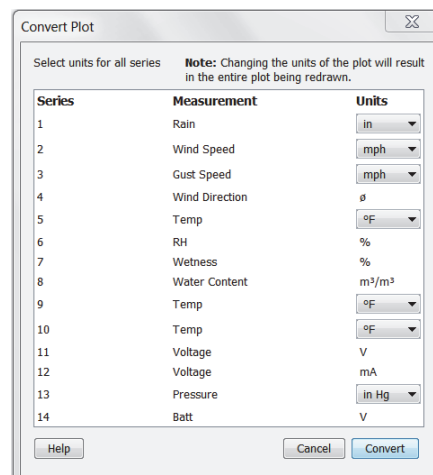 Convert Plot
Select units for all series
Note: Changing the units of the plot will result
in the entire plot being redrawn.
Series Measurement Units
1 Rain in
2 Wind Speed mph
3 Gust Speed mph
4 Wind Direction ø
5 Temp ºF
6 RH %
7 Wetness %
8 Water Content m³/m³
9 Temp ºF
10 Temp ºF
11 Voltage V
12 Voltage mA
13 Pressure in Hg
14 Batt V
Help Cancel Convert